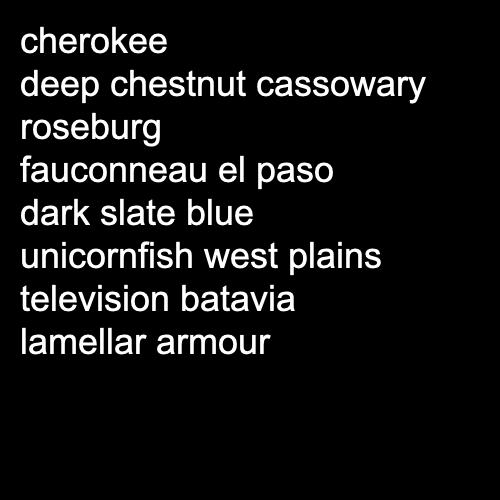 cherokee
deep chestnut cassowary
roseburg
fauconneau el paso
dark slate blue
unicornfish west plains
television batavia
lamellar armour